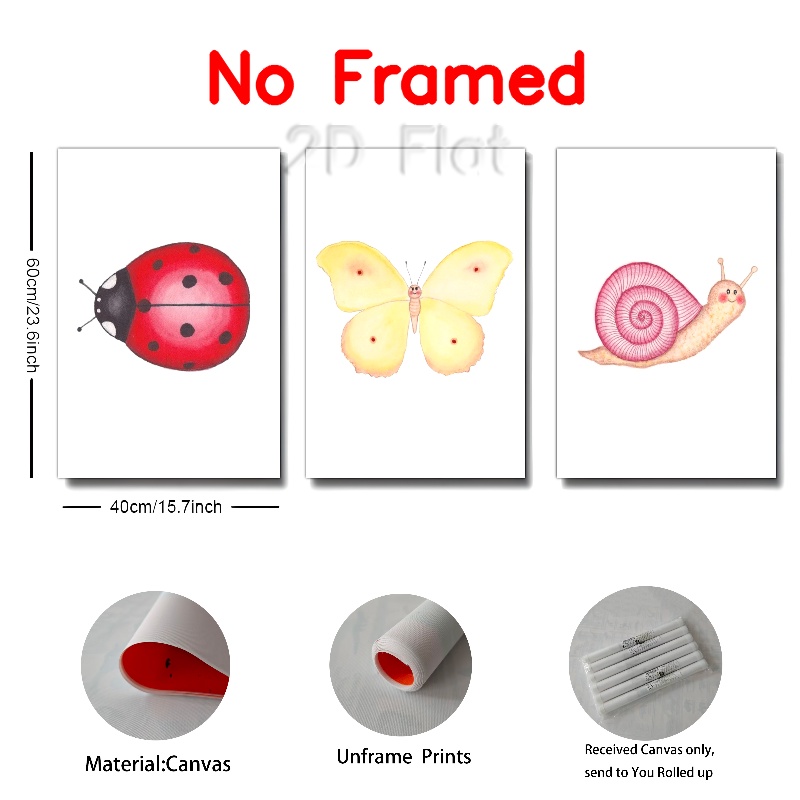 No Framed
2D Flat
60cm/23.6inch
40cm/15.7inch
Material:Canvas
Unframe Prints
Received Canvas only,
send to You Rolled up